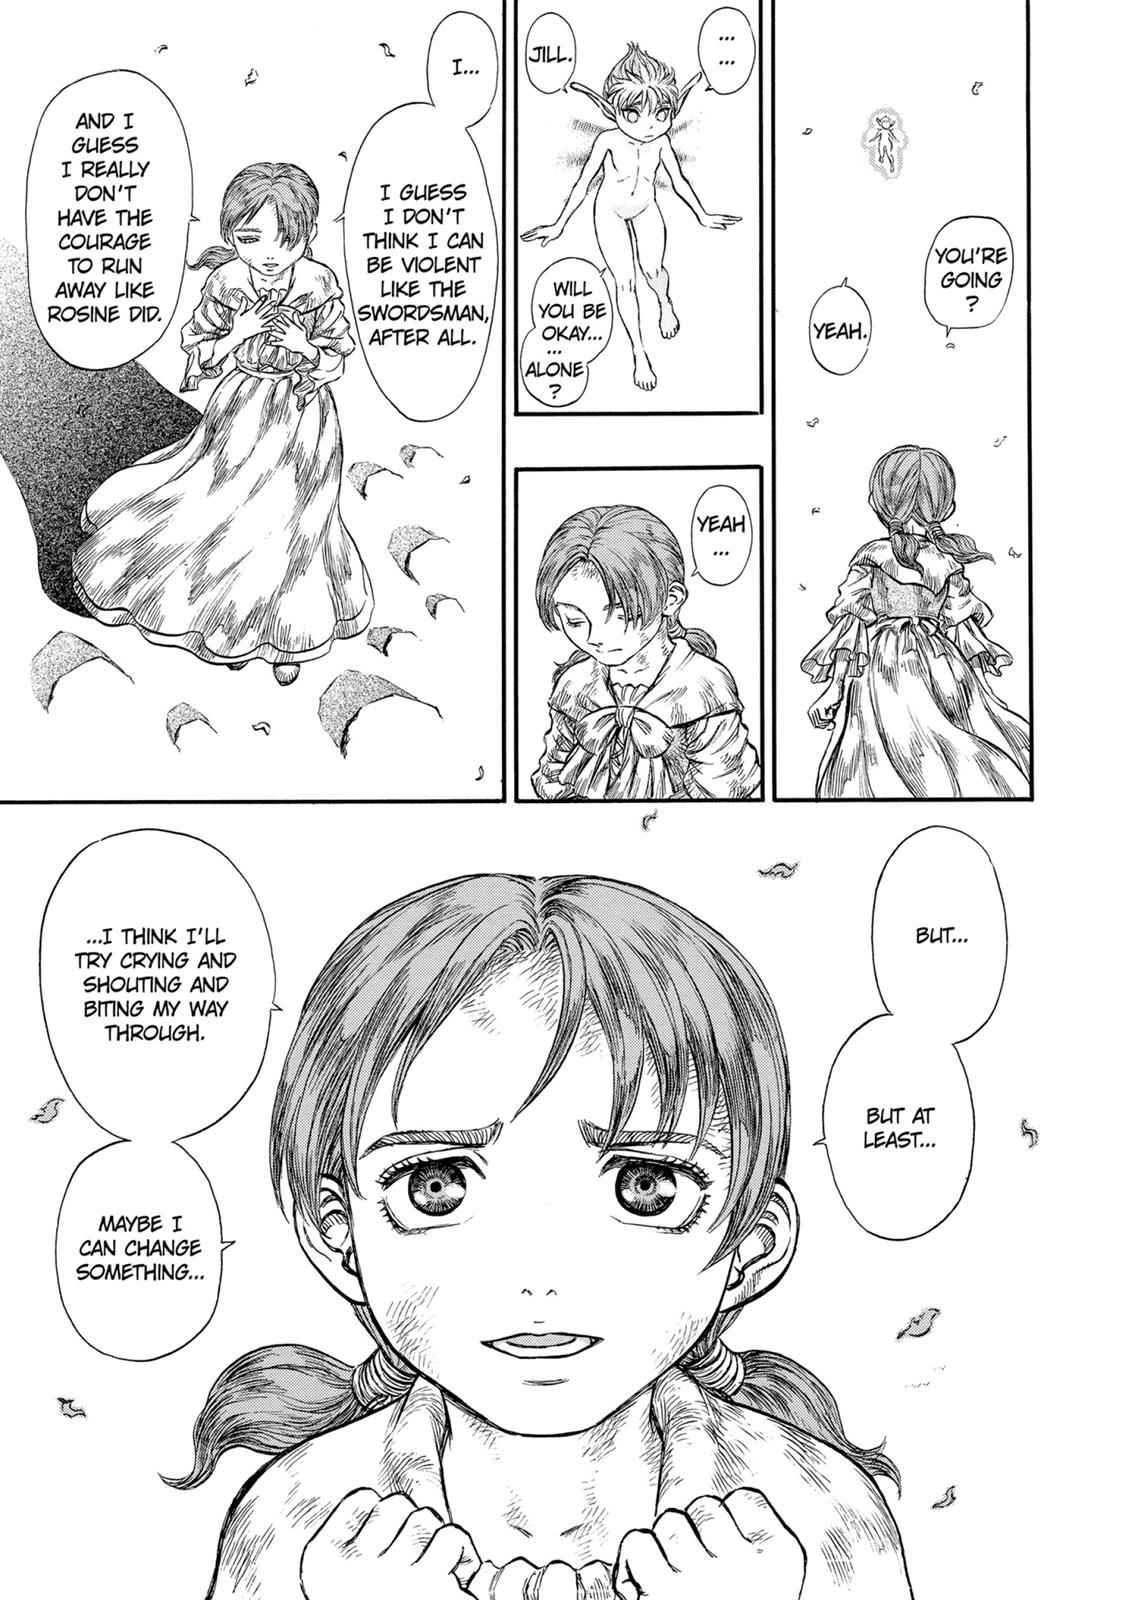 YOU'RE
GOING
?
YEAH.
……
JILL.
WILL
YOU BE
OKAY...
...
ALONE
?
YEAH
...
I...
I GUESS
I DON'T
THINK I CAN
BE VIOLENT
LIKE THE
SWORDSMAN,
AFTER ALL.
AND I
GUESS
I REALLY
DON'T
HAVE THE
COURAGE
TO RUN
AWAY LIKE
ROSINE DID.
BUT...
BUT AT
LEAST...
...I THINK I'LL
TRY CRYING AND
SHOUTING AND
BITING MY WAY
THROUGH.
MAYBE I
CAN CHANGE
SOMETHING...